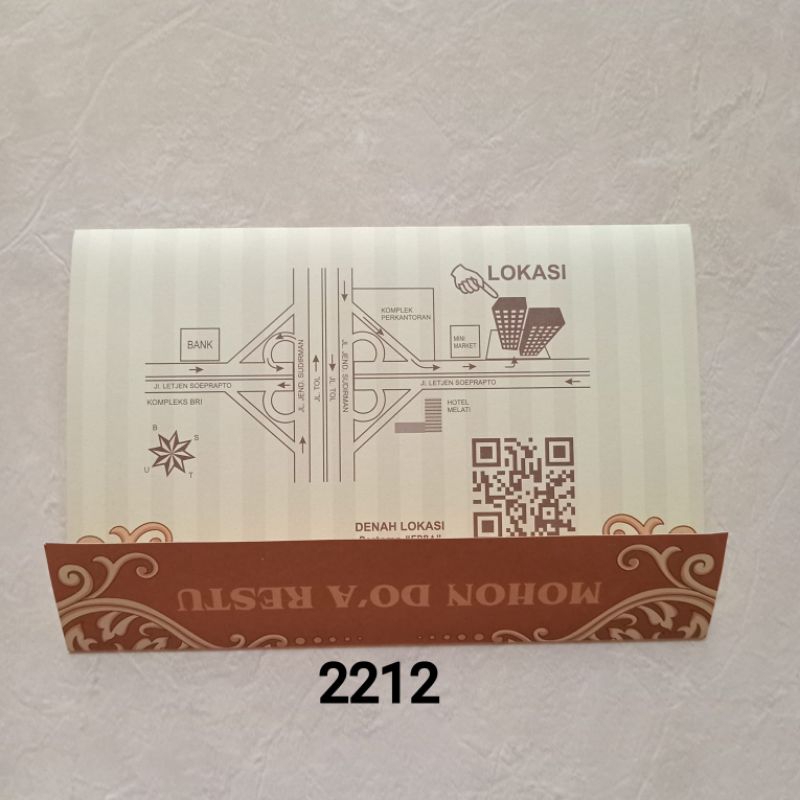 LOKASI
KOMPLEK
PERKANTORAN
BANK
MINI
MARKET
JL. JEND. SUDIRMAN
JL. TOL
JL. TOL
JL. JEND. SUDIRMAN
JL. LETJEN SOEPRAPTO
JL. LETJEN SOEPRAPTO
KOMPLEKS BRI
HOTEL
MELATI
B
S
U
T
DENAH LOKASI
MOHON DO'A RESTU
2212